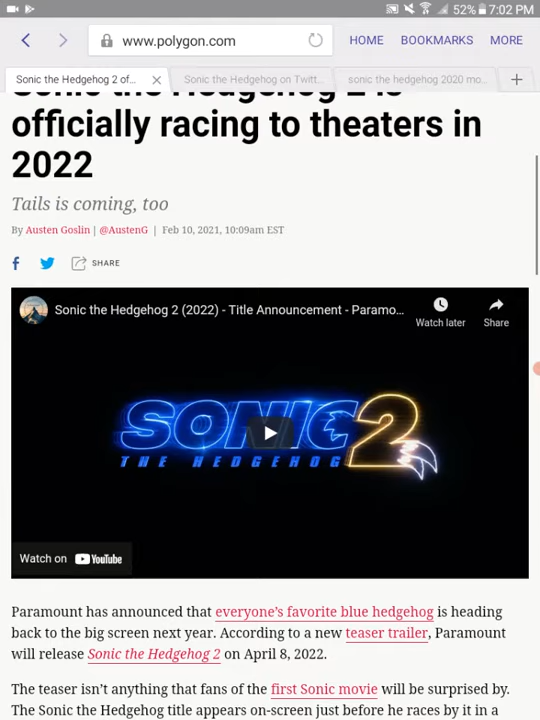 52% 7:02 PM
www.polygon.com HOME BOOKMARKS MORE
Sonic the Hedgehog 2 of... Sonic the Hedgehog on Twitt... sonic the hedgehog 2020 mo...
Sonic the Hedgehog 2 is
officially racing to theaters in
2022
Tails is coming, too
By Austen Goslin | @AustenG | Feb 10, 2021, 10:09am EST
SHARE
Sonic the Hedgehog 2 (2022) - Title Announcement - Paramo...
Watch later Share
SONIC 2
THE HEDGEHOG
Watch on YouTube
Paramount has announced that everyone’s favorite blue hedgehog is heading
back to the big screen next year. According to a new teaser trailer, Paramount
will release Sonic the Hedgehog 2 on April 8, 2022.
The teaser isn’t anything that fans of the first Sonic movie will be surprised by.
The Sonic the Hedgehog title appears on-screen just before he races by it in a